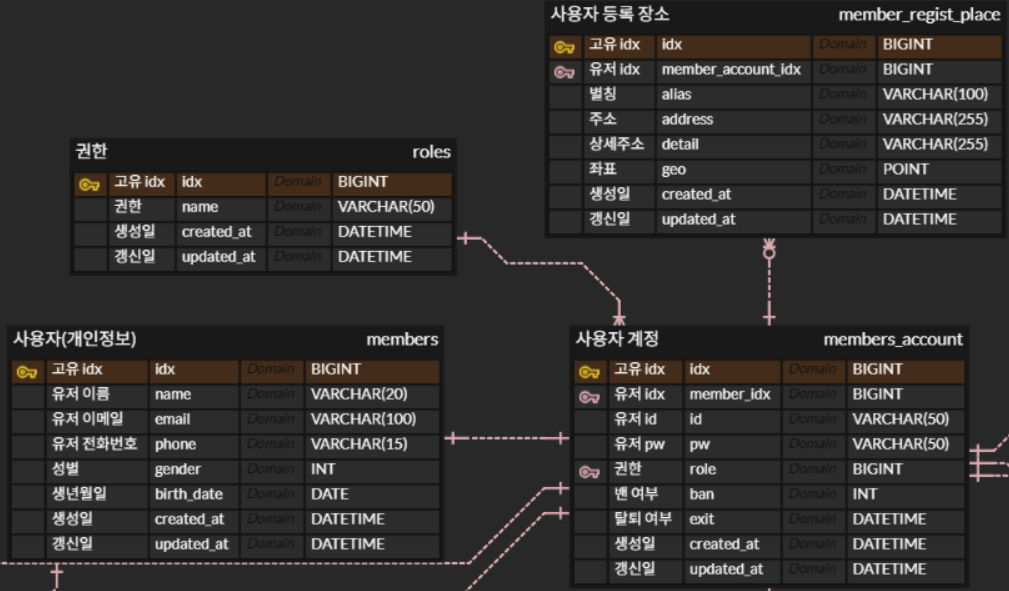 사용자 등록 장소 member_regist_place
고유 idx idx Domain BIGINT
유저 idx member_account_idx Domain BIGINT
별칭 alias Domain VARCHAR(100)
주소 address Domain VARCHAR(255)
상세주소 detail Domain VARCHAR(255)
좌표 geo Domain POINT
생성일 created_at Domain DATETIME
갱신일 updated_at Domain DATETIME
권한 roles
고유 idx idx Domain BIGINT
권한 name Domain VARCHAR(50)
생성일 created_at Domain DATETIME
갱신일 updated_at Domain DATETIME
사용자(개인정보) members
고유 idx idx Domain BIGINT
유저 이름 name Domain VARCHAR(20)
유저 이메일 email Domain VARCHAR(100)
유저 전화번호 phone Domain VARCHAR(15)
성별 gender Domain INT
생년월일 birth_date Domain DATE
생성일 created_at Domain DATETIME
갱신일 updated_at Domain DATETIME
사용자 계정 members_account
고유 idx idx Domain BIGINT
유저 idx member_idx Domain BIGINT
유저 id id Domain VARCHAR(50)
유저 pw pw Domain VARCHAR(50)
권한 role Domain BIGINT
밴 여부 ban Domain INT
탈퇴 여부 exit Domain DATETIME
생성일 created_at Domain DATETIME
갱신일 updated_at Domain DATETIME